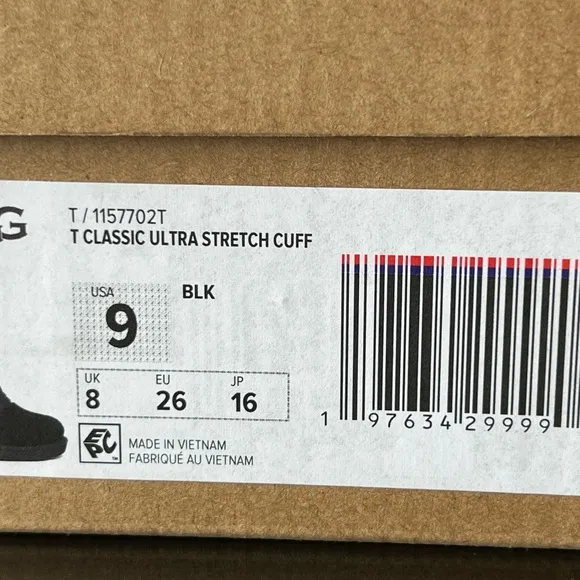 G
T / 1157702T
T CLASSIC ULTRA STRETCH CUFF
USA
9
BLK
UK EU JP
8 26 16
EPC™
MADE IN VIETNAM
FABRIQUÉ AU VIETNAM
1 97634 29999